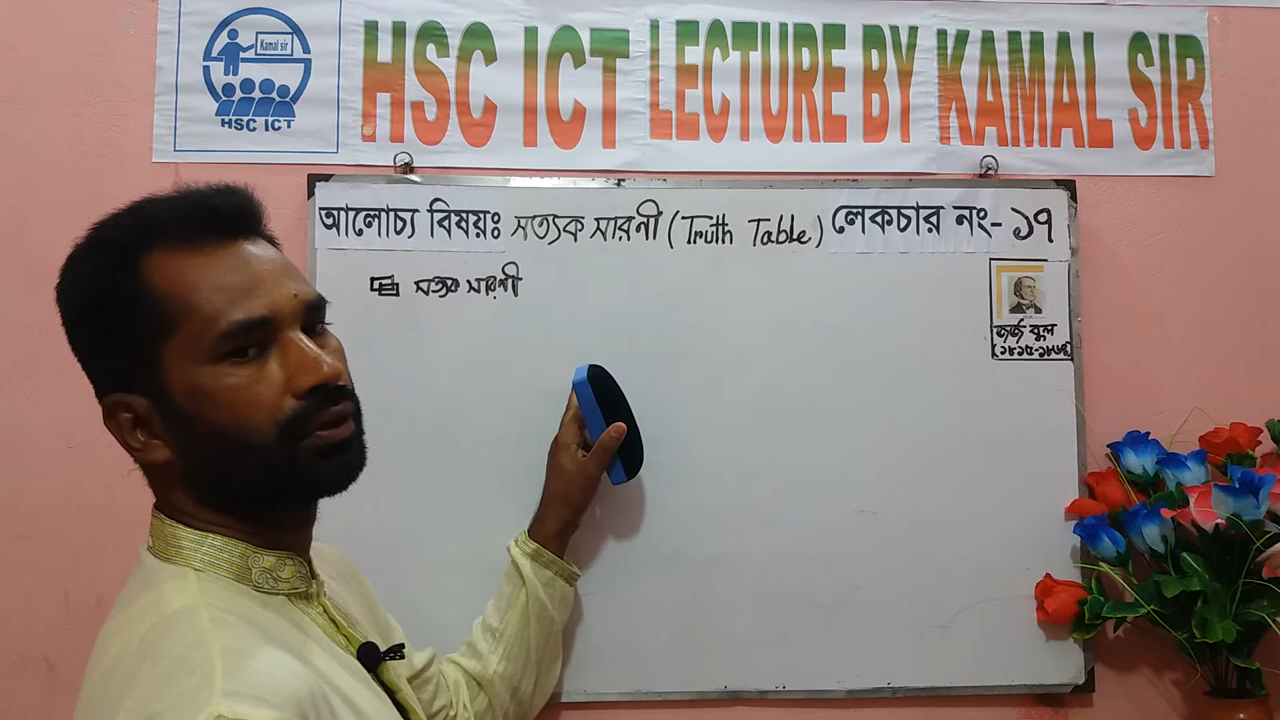 Kamal sir
HSC ICT
HSC ICT LECTURE BY KAMAL SIR
আলোচ্য বিষয়ঃ সত্যক সারনী (Truth Table) লেকচার নং- ১৭
সত্যক সারণী
জর্জ বুল
(১৮১৫-১৮৬৪)